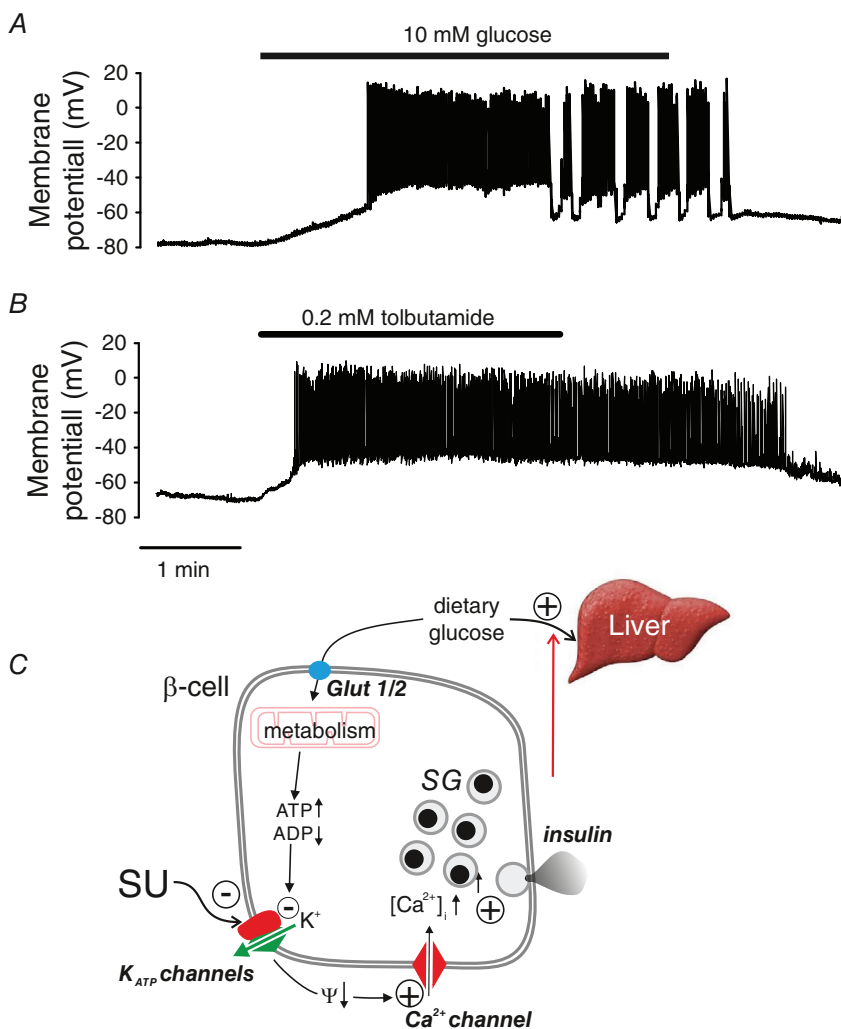 A
10 mM glucose
Membrane
potentiall (mV)
20
0
-20
-40
-60
-80
B
0.2 mM tolbutamide
Membrane
potentiall (mV)
20
0
-20
-40
-60
-80
1 min
C
dietary
glucose
+
Liver
β-cell
Glut 1/2
metabolism
ATP↑
ADP↓
SG
insulin
SU
-
-
K⁺
[Ca²⁺]ᵢ ↑
+
K_ATP channels
Ψ↓
+
Ca²⁺ channel